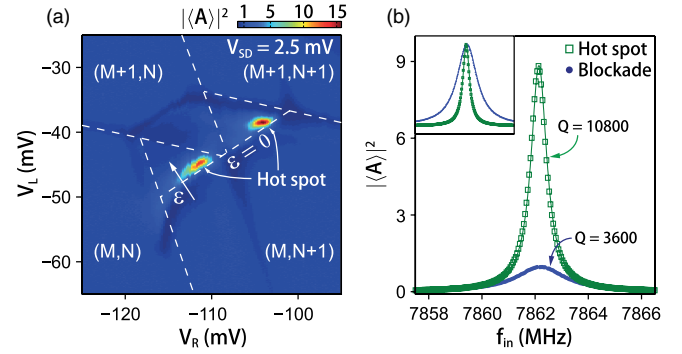 (a)
|⟨A⟩|² 1 5 10 15
V_SD = 2.5 mV
(M+1,N)
(M+1,N+1)
ε=0
Hot spot
ε
(M,N)
(M,N+1)
−30
−40
−50
−60
V_L (mV)
−120
−110
−100
V_R (mV)
(b)
Hot spot
Blockade
Q = 10800
Q = 3600
9
6
3
0
|⟨A⟩|²
7858
7860
7862
7864
7866
f_in (MHz)